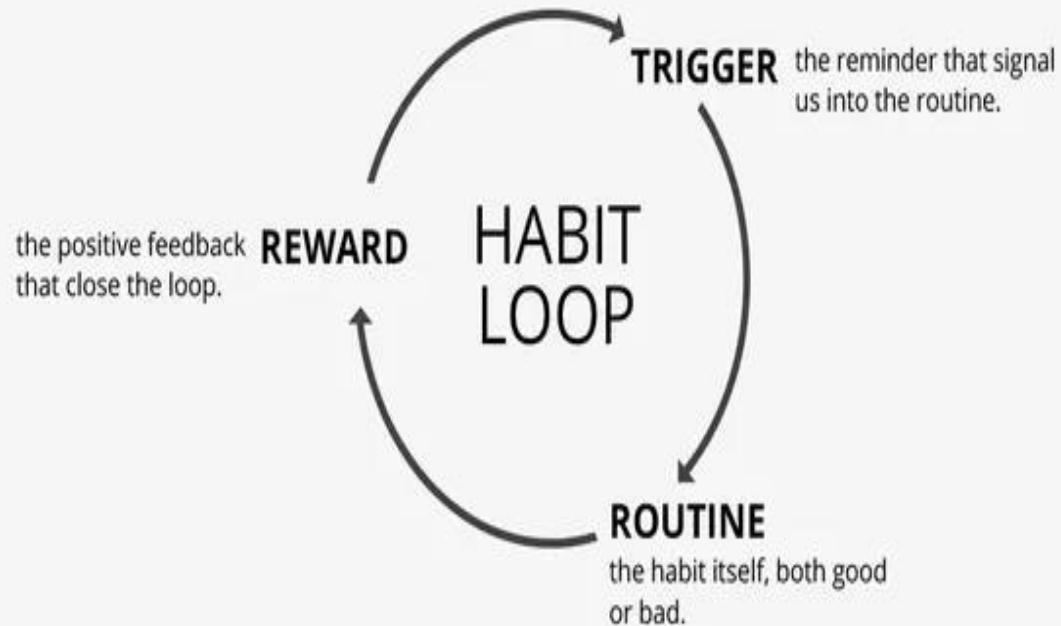 TRIGGER the reminder that signal
us into the routine.
HABIT
LOOP
the positive feedback REWARD
that close the loop.
ROUTINE
the habit itself, both good
or bad.